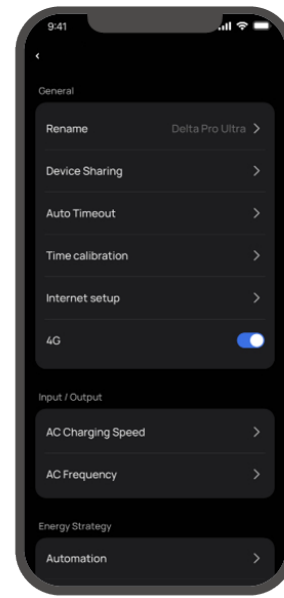 9:41
General
Rename Delta Pro Ultra
Device Sharing
Auto Timeout
Time calibration
Internet setup
4G
Input / Output
AC Charging Speed
AC Frequency
Energy Strategy
Automation